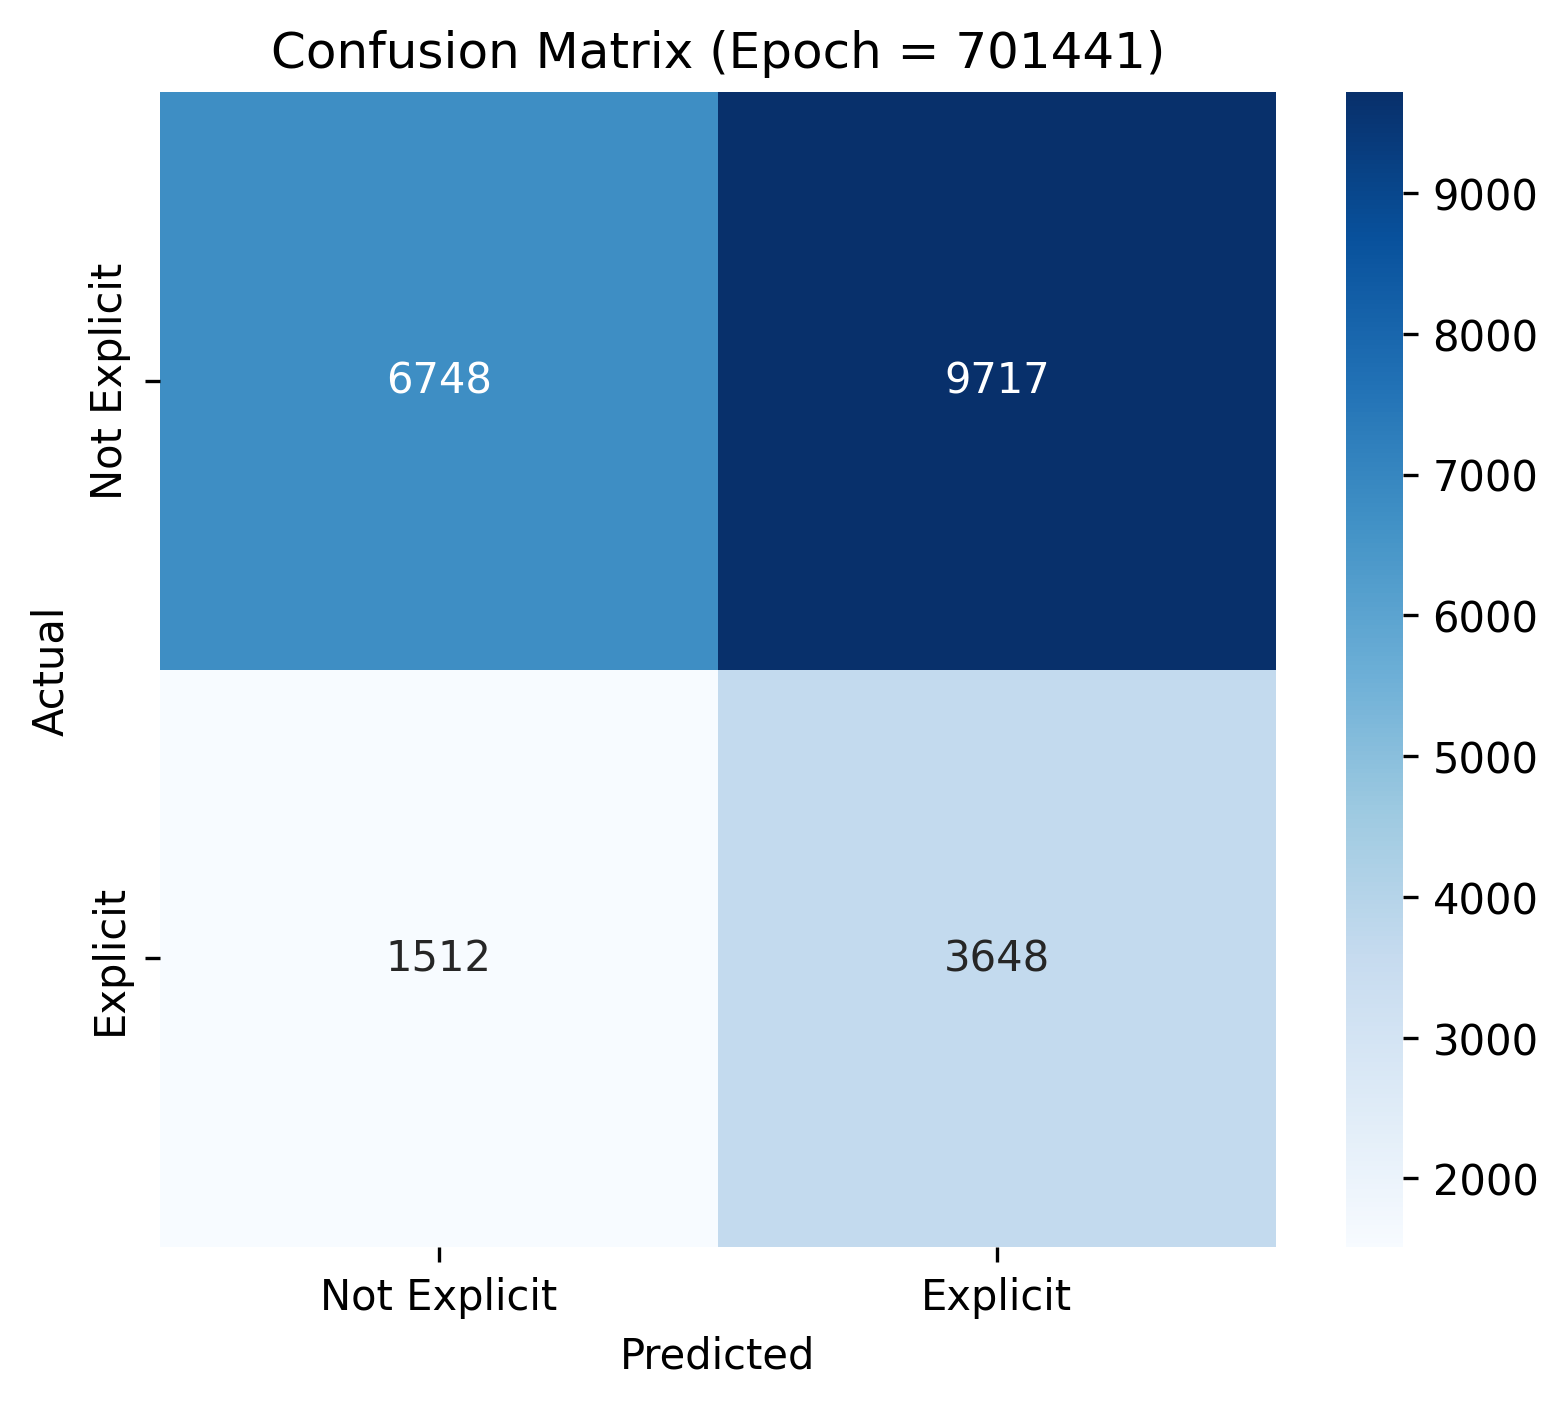 Confusion Matrix (Epoch = 701441)
Actual
Not Explicit
Explicit
6748
9717
1512
3648
Not Explicit
Explicit
Predicted
9000
8000
7000
6000
5000
4000
3000
2000